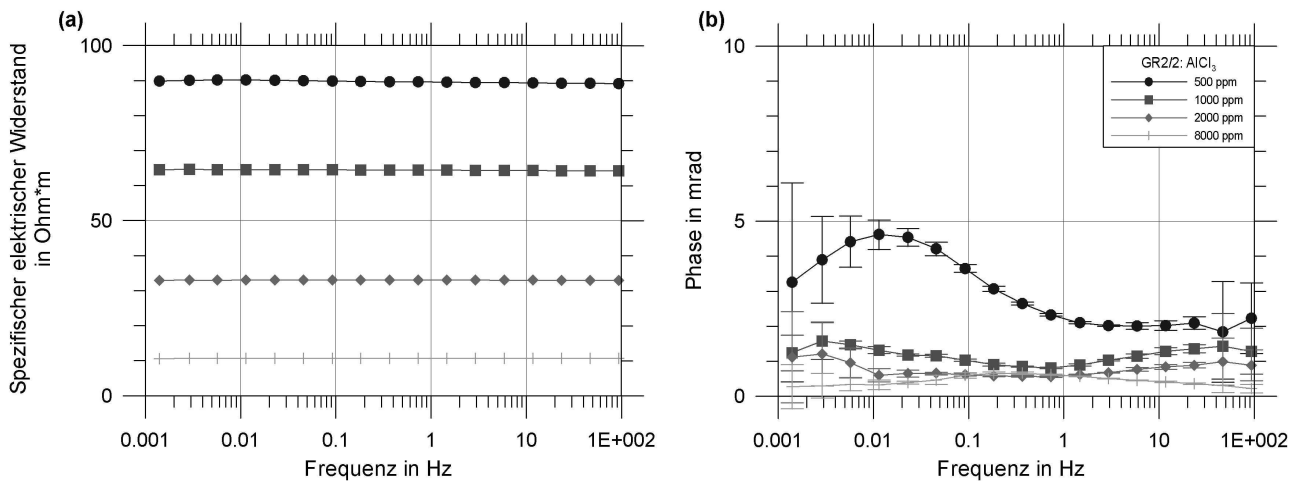 (a)
100
50
0
0.001 0.01 0.1 1 10 1E+002
Frequenz in Hz
Spezifischer elektrischer Widerstand
in Ohm*m
(b)
10
5
0
0.001 0.01 0.1 1 10 1E+002
Frequenz in Hz
Phase in mrad
GR2/2: AlCl₃
500 ppm
1000 ppm
2000 ppm
8000 ppm